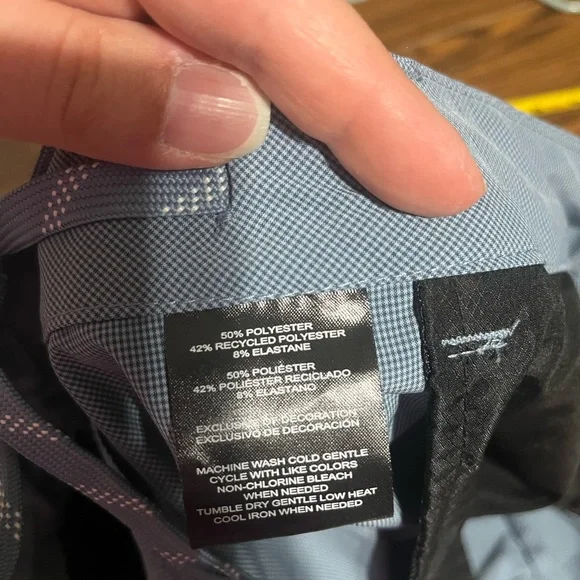 50% POLYESTER
42% RECYCLED POLYESTER
8% ELASTANE
50% POLIÉSTER
42% POLIÉSTER RECICLADO
8% ELASTANO
EXCLUSIVE OF DECORATION
EXCLUSIVO DE DECORACIÓN
MACHINE WASH COLD GENTLE
CYCLE WITH LIKE COLORS
NON-CHLORINE BLEACH
WHEN NEEDED
TUMBLE DRY GENTLE LOW HEAT
COOL IRON WHEN NEEDED